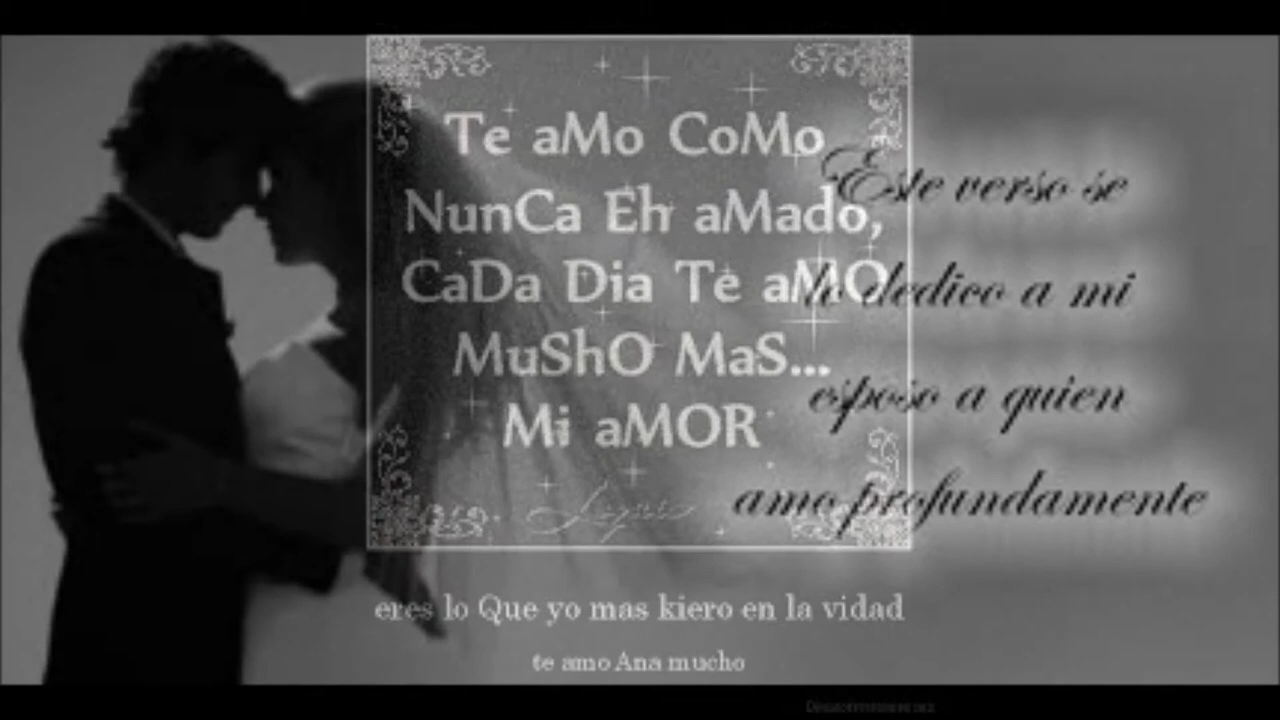 Te aMo CoMo
NunCa Eh aMado,
CaDa Dia Te aMO
MuShO MaS...
Mi aMOR
Este verso se
lo dedico a mi
esposo a quien
amo profundamente
eres lo Que yo mas kiero en la vidad
te amo Ana mucho